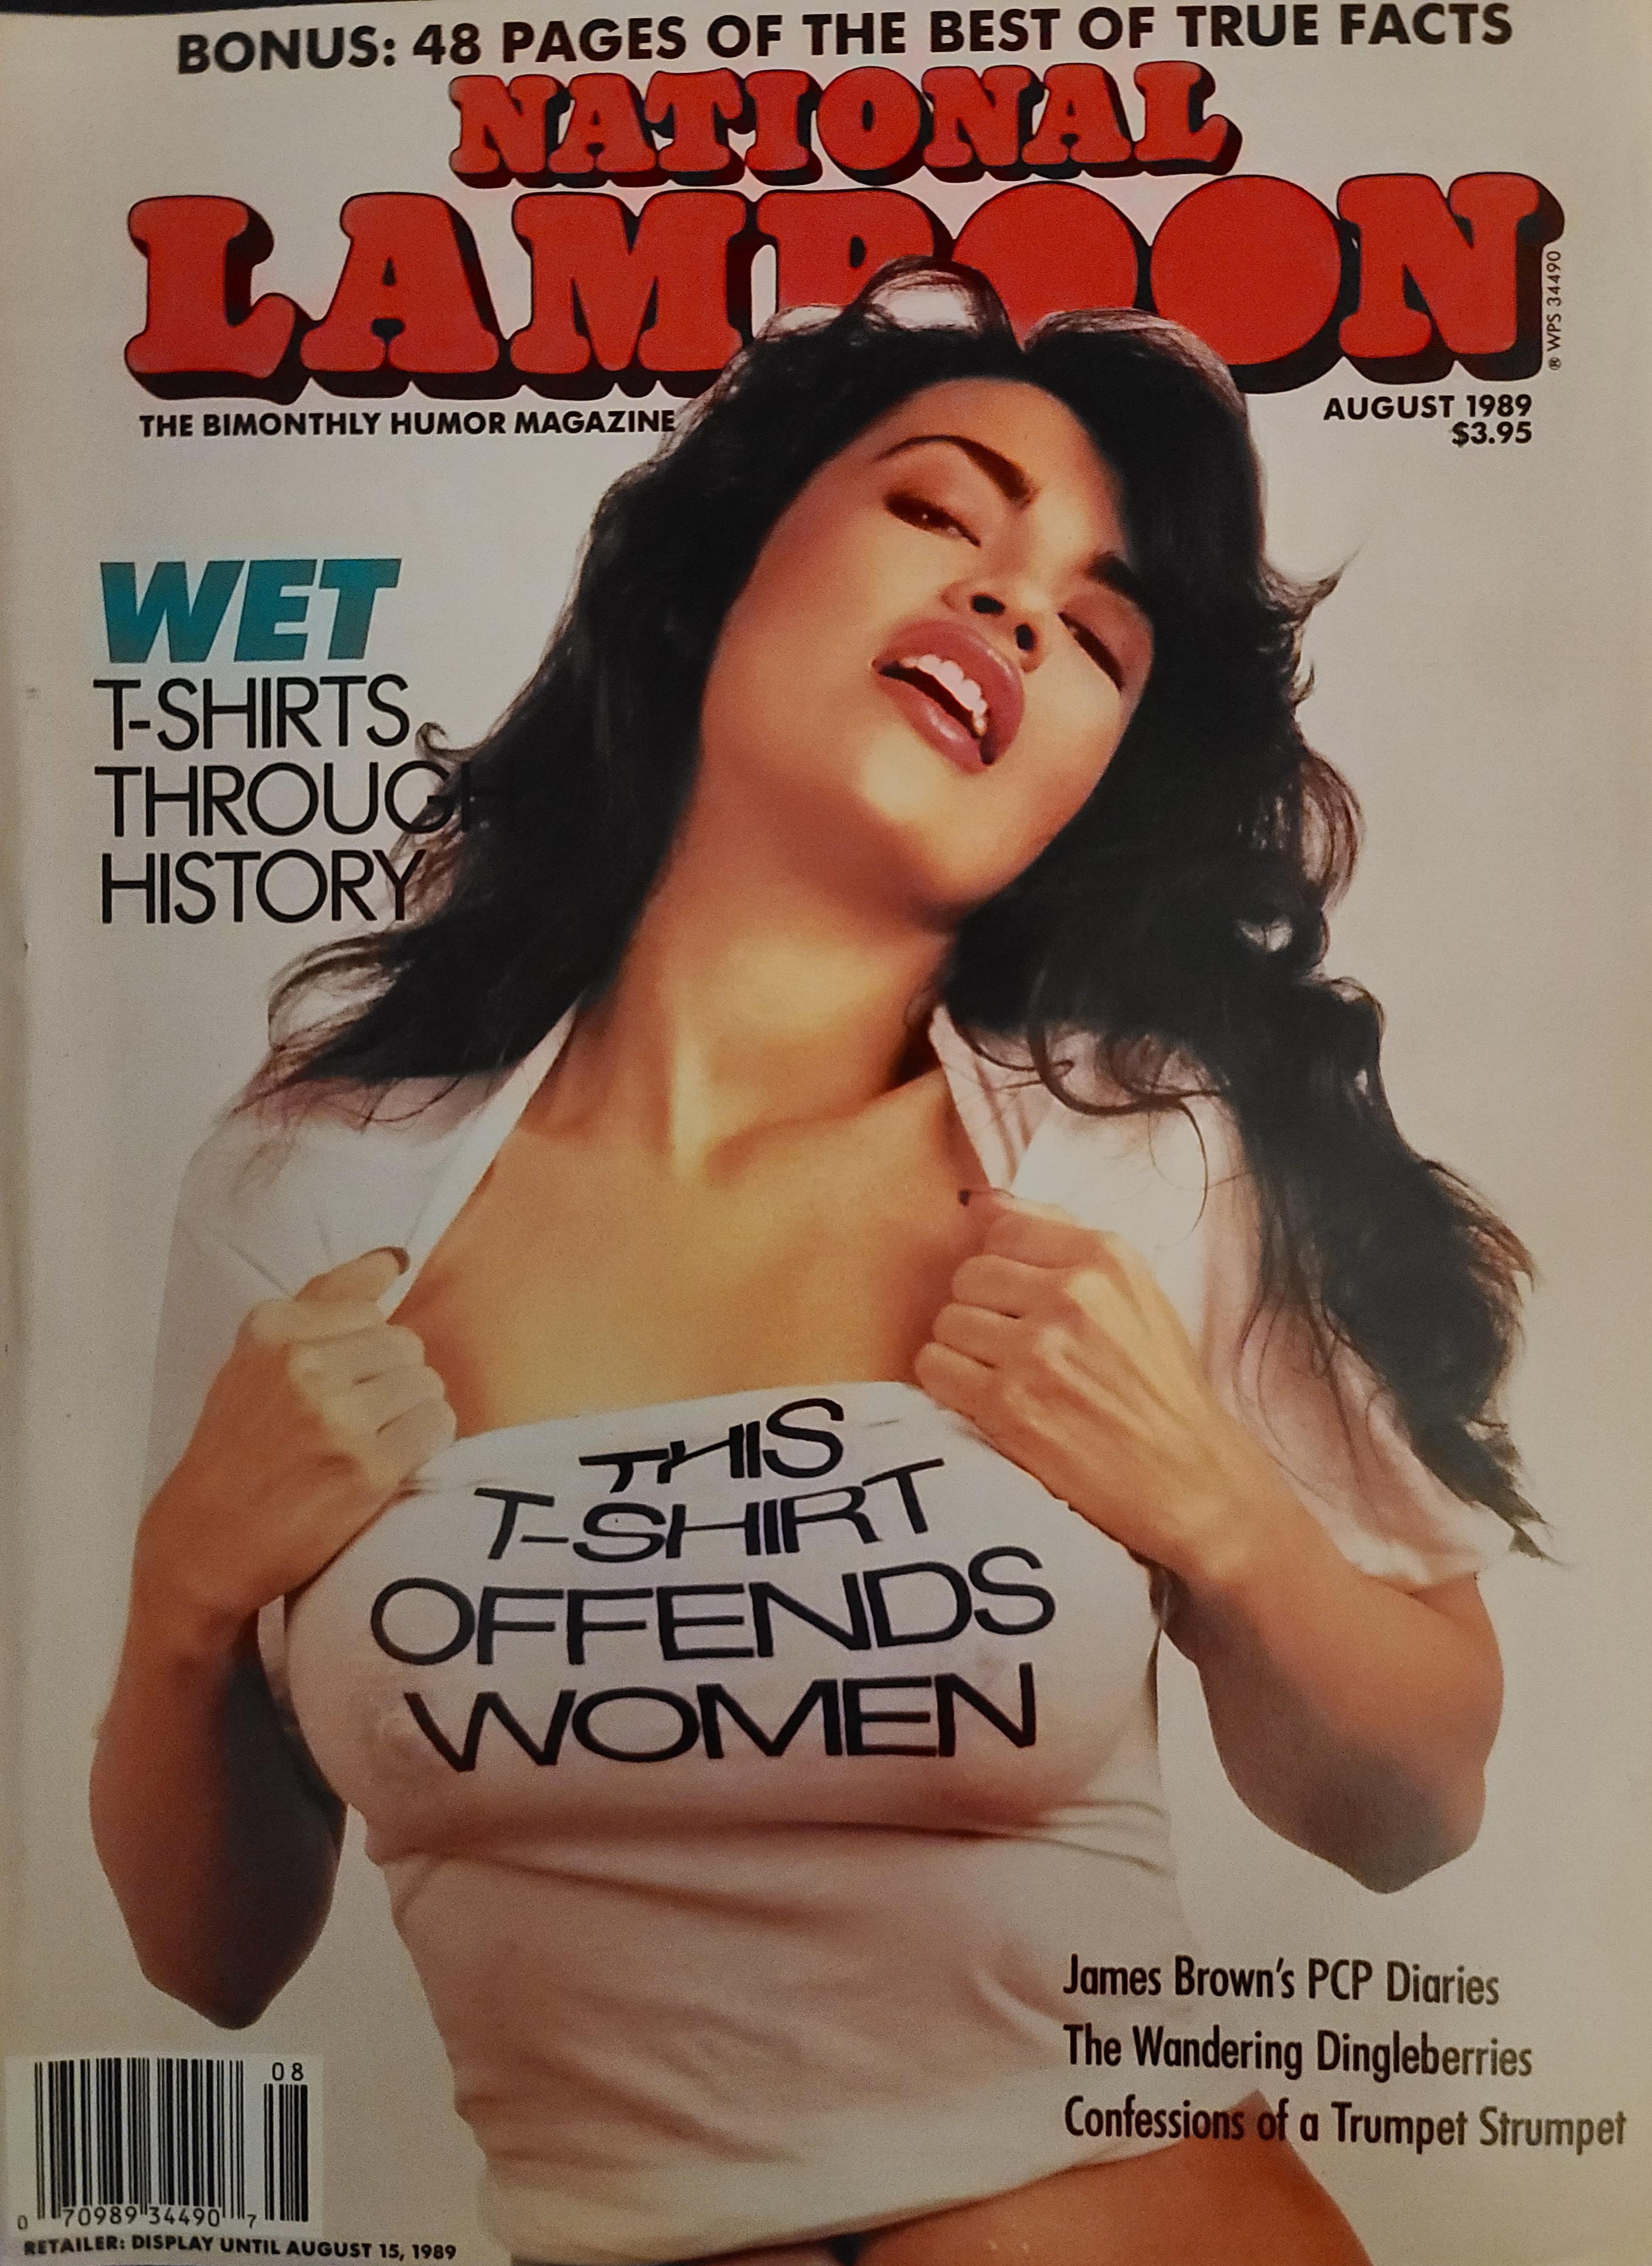 BONUS: 48 PAGES OF THE BEST OF TRUE FACTS
NATIONAL
LAMPOON
® WPS 34490
THE BIMONTHLY HUMOR MAGAZINE
AUGUST 1989
$3.95
WET
T-SHIRTS
THROUGH
HISTORY
THIS
T-SHIRT
OFFENDS
WOMEN
James Brown's PCP Diaries
The Wandering Dingleberries
Confessions of a Trumpet Strumpet
08
0 70989 34490 7
RETAILER: DISPLAY UNTIL AUGUST 15, 1989